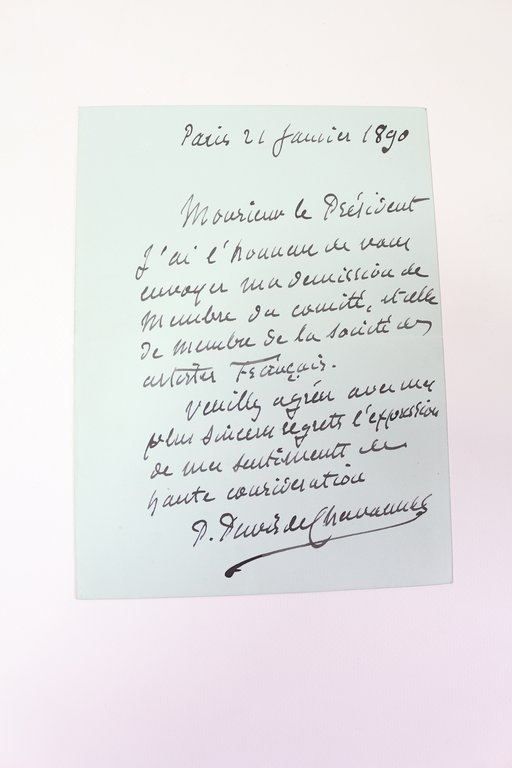 Paris 21 Janvier 1890
Monsieur le Président
J'ai l'honneur de vous
envoyer ma demission de
Membre du comité, et celle
de membre de la société des
artistes Français.
Veuillez agréer avec mes
plus sincères regrets l'expression
de mes sentiments de
haute consideration
P. Puvis de Chavannes